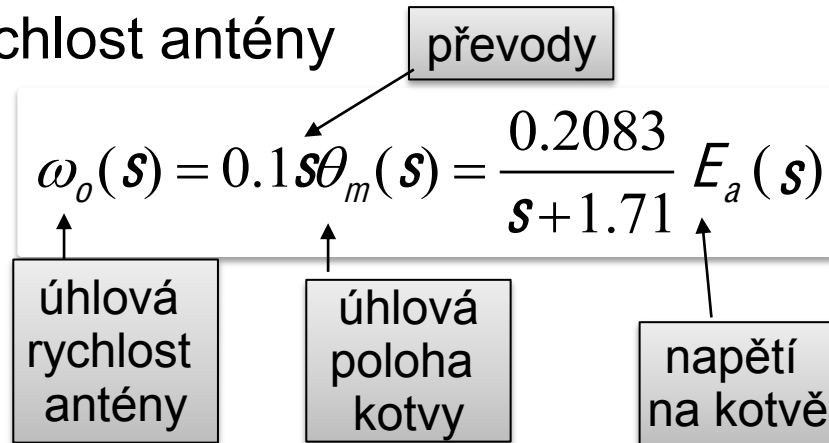 chlost antény
převody
ω_o(s) = 0.1sθ_m(s) = \frac{0.2083}{s+1.71} E_a(s)
úhlová
rychlost
antény
úhlová
poloha
kotvy
napětí
na kotvě